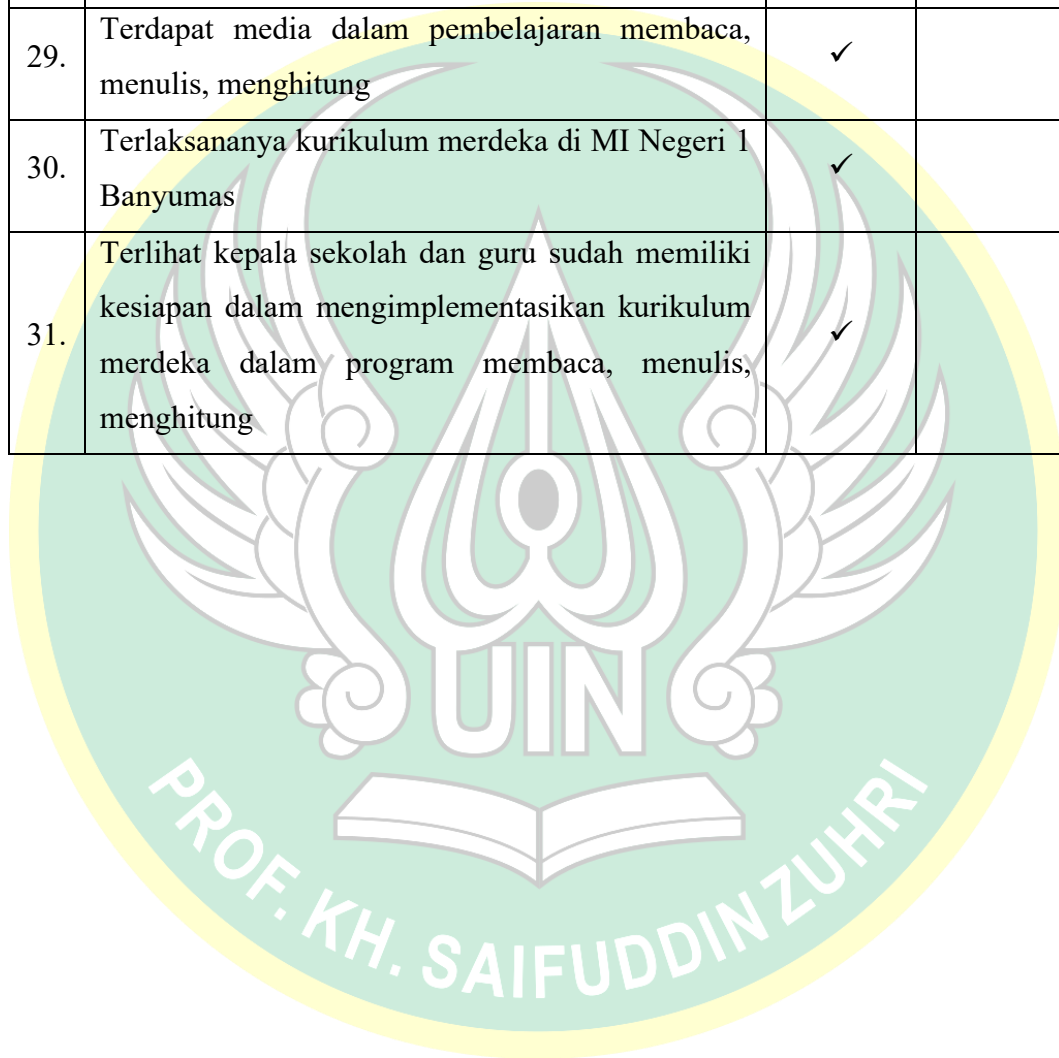 29. Terdapat media dalam pembelajaran membaca,
menulis, menghitung ✓
30. Terlaksananya kurikulum merdeka di MI Negeri 1
Banyumas ✓
31. Terlihat kepala sekolah dan guru sudah memiliki
kesiapan dalam mengimplementasikan kurikulum
merdeka dalam program membaca, menulis,
menghitung ✓
UIN
PROF. KH. SAIFUDDIN ZUHRI